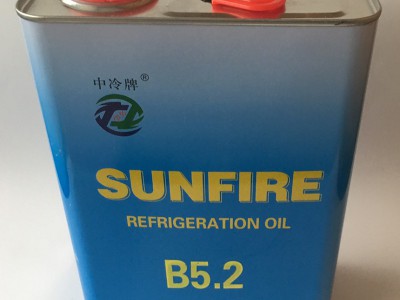 中冷牌®
SUNFIRE
REFRIGERATION OIL
B5.2